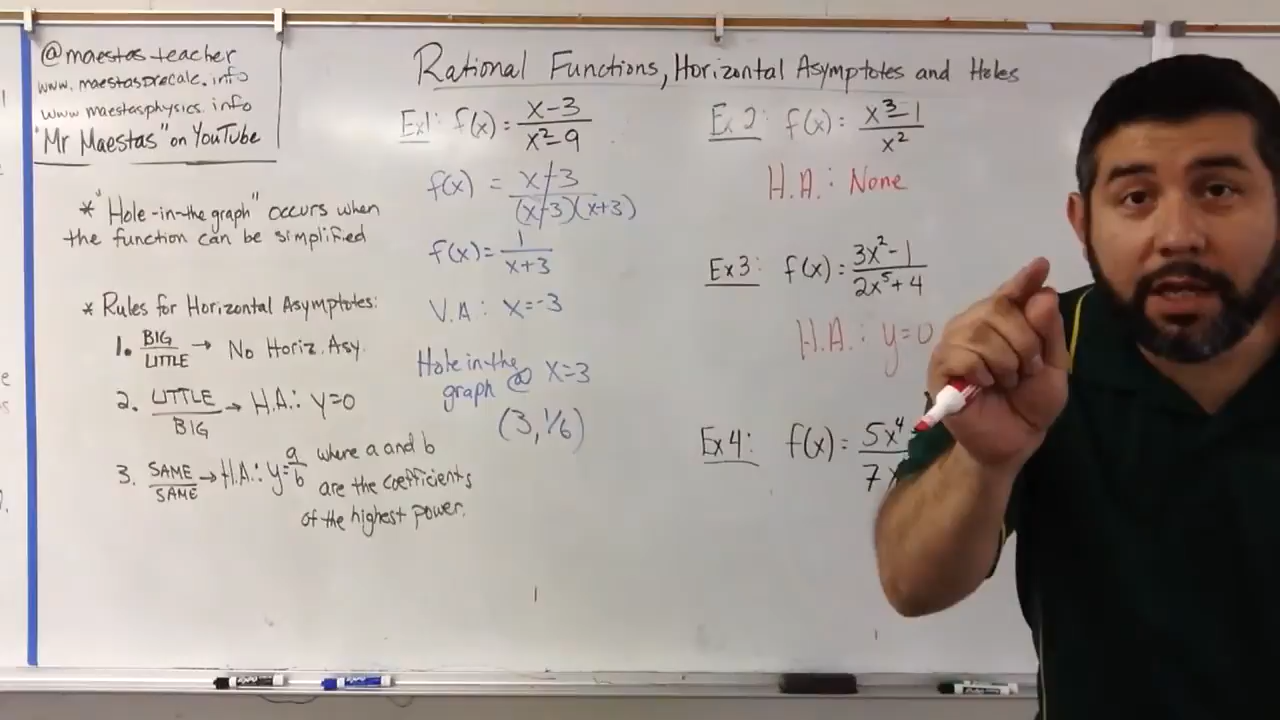 @maestas_teacher
www.maestasprecalc.info
www.maestasphysics.info
"Mr Maestas" on YouTube
* "Hole-in-the graph" occurs when
the function can be simplified
* Rules for Horizontal Asymptotes:
1. BIG/LITTLE → No Horiz. Asy.
2. LITTLE/BIG → H.A.: y=0
3. SAME/SAME → H.A.: y=a/b where a and b
are the coefficients
of the highest power.
Rational Functions, Horizontal Asymptotes and Holes
Ex1: f(x) = (x-3)/(x²-9)
f(x) = (x-3)/((x-3)(x+3))
f(x) = 1/(x+3)
V.A.: x=-3
Hole in the
graph @ x=3
(3, 1/6)
Ex 2: f(x) = (x³-1)/x²
H.A.: None
Ex3: f(x) = (3x²-1)/(2x⁵+4)
H.A.: y=0
Ex4: f(x) = 5x⁴
7